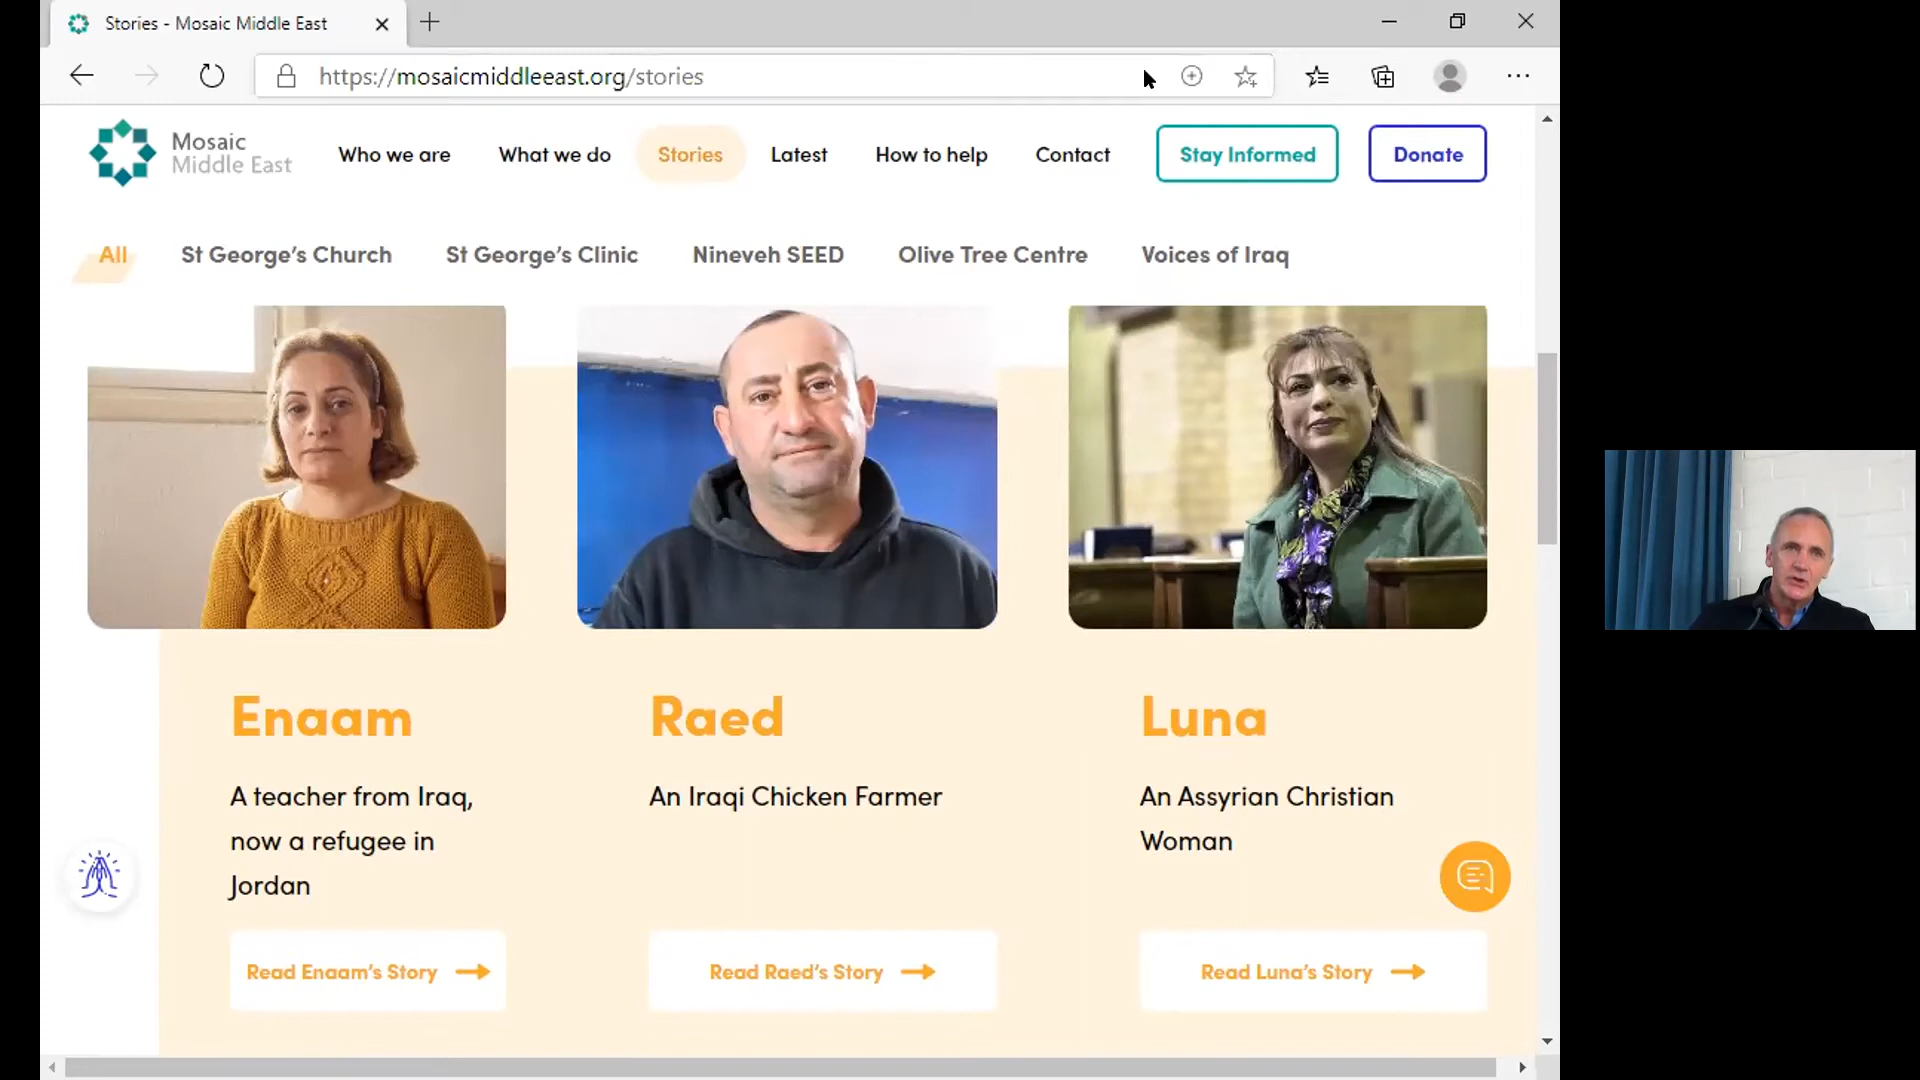 Stories - Mosaic Middle East
https://mosaicmiddleeast.org/stories
Mosaic
Middle East
Who we are
What we do
Stories
Latest
How to help
Contact
Stay Informed
Donate
All
St George's Church
St George's Clinic
Nineveh SEED
Olive Tree Centre
Voices of Iraq
Enaam
A teacher from Iraq,
now a refugee in
Jordan
Read Enaam's Story
Raed
An Iraqi Chicken Farmer
Read Raed's Story
Luna
An Assyrian Christian
Woman
Read Luna's Story